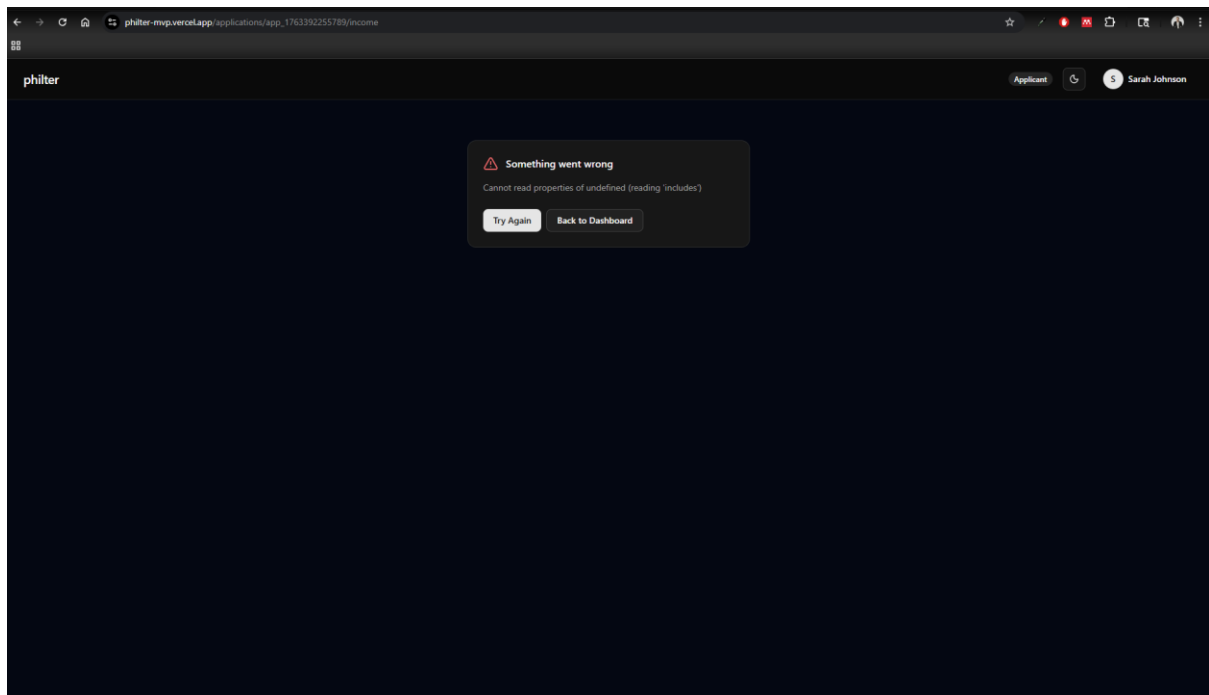 philter-mvp.vercel.app/applications/app_1763392255789/income
philter
Applicant
S
Sarah Johnson
Something went wrong
Cannot read properties of undefined (reading 'includes')
Try Again
Back to Dashboard